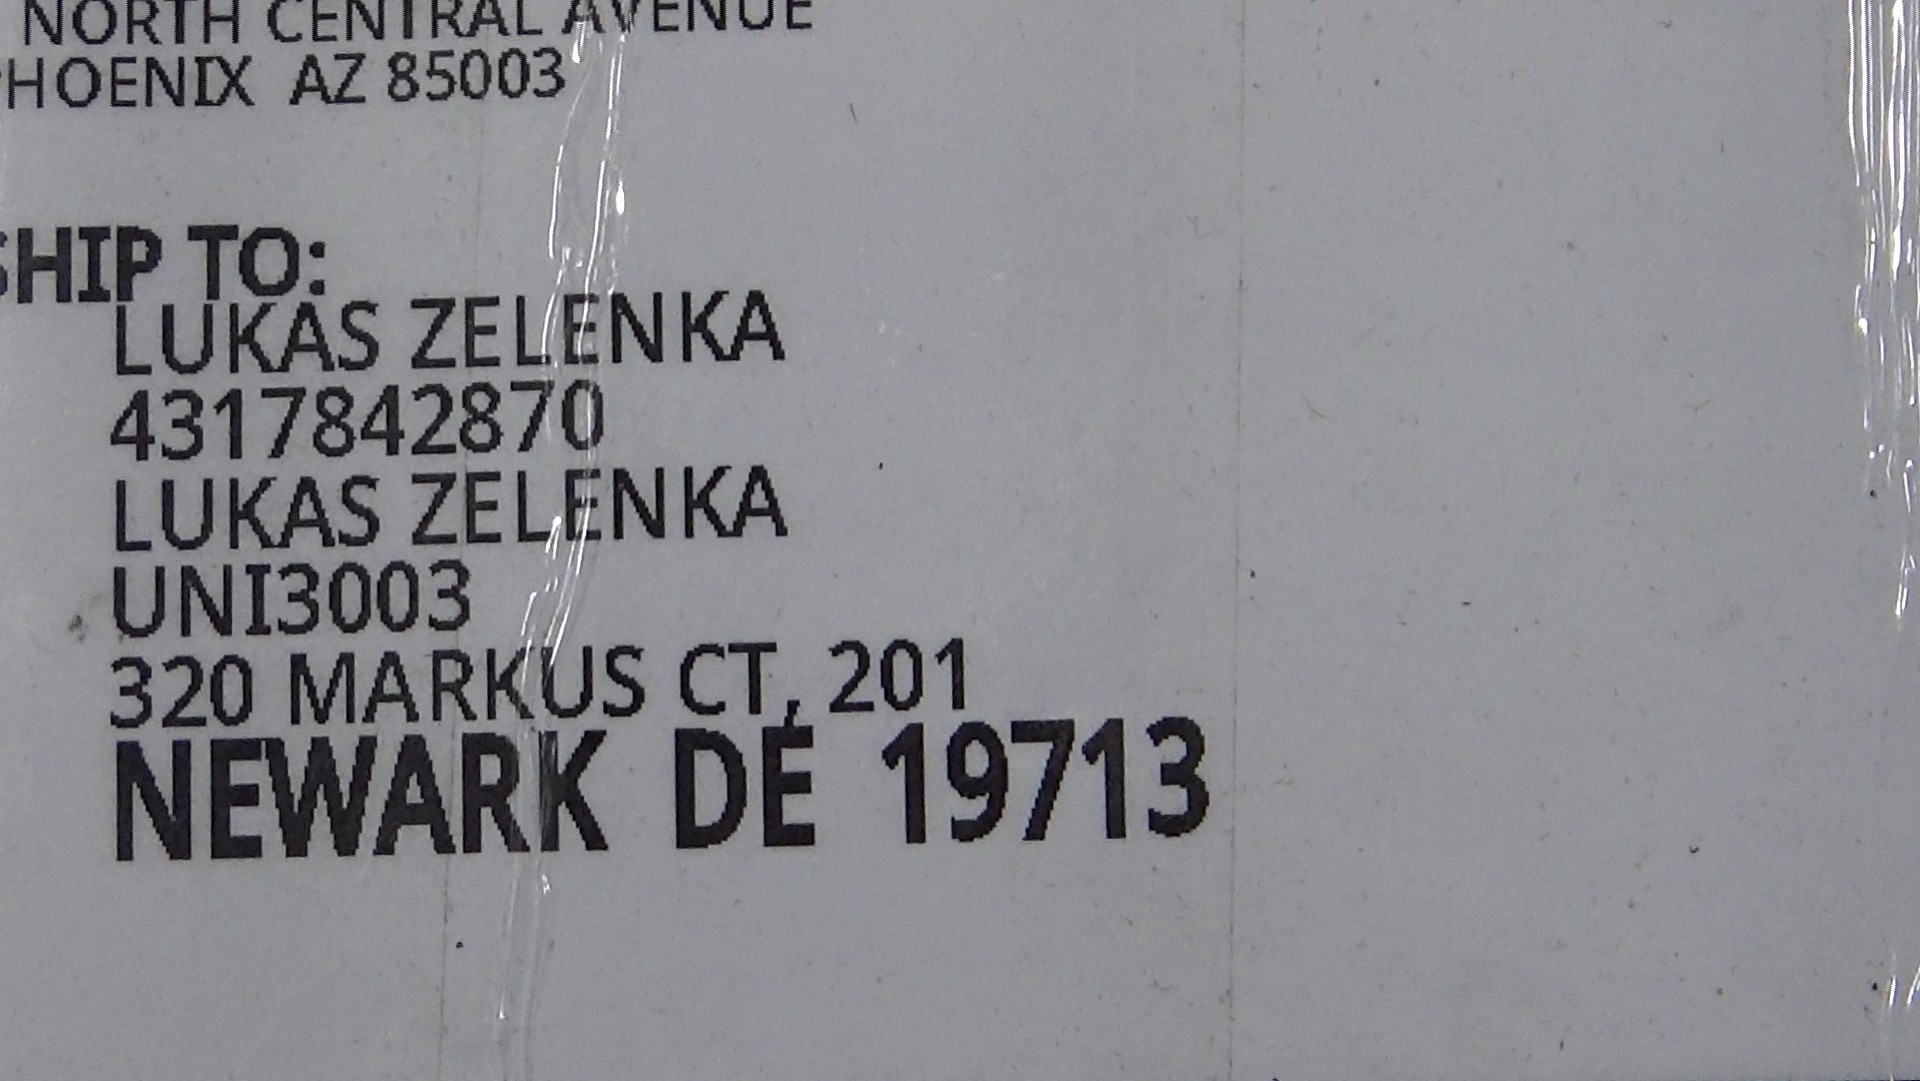 NORTH CENTRAL AVENUE
PHOENIX AZ 85003
SHIP TO:
LUKAS ZELENKA
4317842870
LUKAS ZELENKA
UNI3003
320 MARKUS CT, 201
NEWARK DE 19713